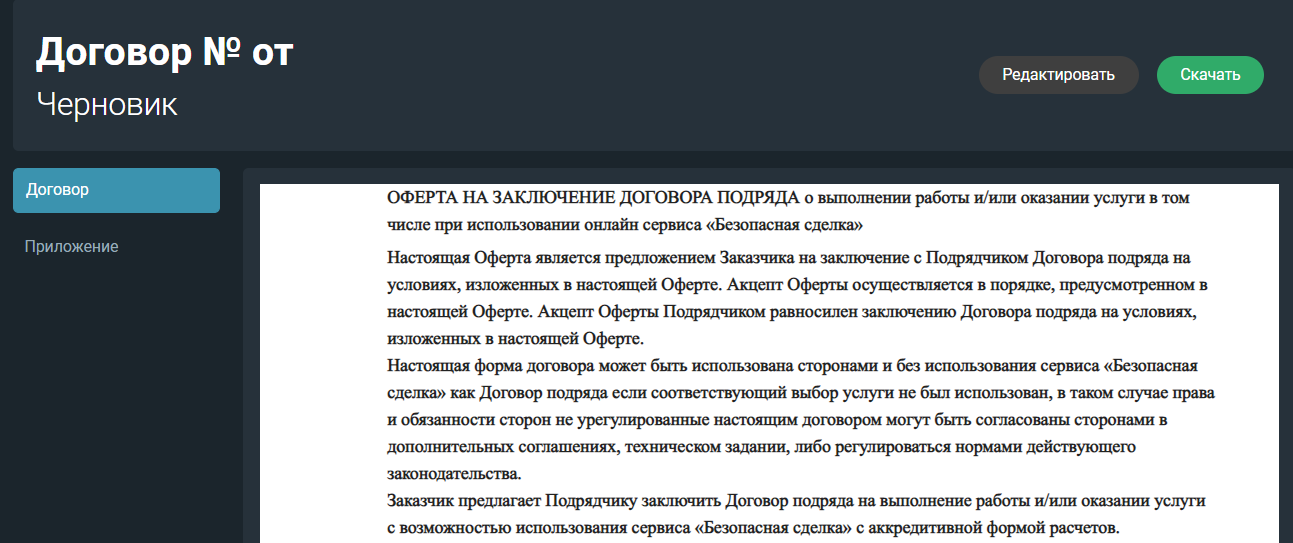 Договор № от
Черновик
Редактировать
Скачать
Договор
Приложение
ОФЕРТА НА ЗАКЛЮЧЕНИЕ ДОГОВОРА ПОДРЯДА о выполнении работы и/или оказании услуги в том
числе при использовании онлайн сервиса «Безопасная сделка»
Настоящая Оферта является предложением Заказчика на заключение с Подрядчиком Договора подряда на
условиях, изложенных в настоящей Оферте. Акцепт Оферты осуществляется в порядке, предусмотренном в
настоящей Оферте. Акцепт Оферты Подрядчиком равносилен заключению Договора подряда на условиях,
изложенных в настоящей Оферте.
Настоящая форма договора может быть использована сторонами и без использования сервиса «Безопасная
сделка» как Договор подряда если соответствующий выбор услуги не был использован, в таком случае права
и обязанности сторон не урегулированные настоящим договором могут быть согласованы сторонами в
дополнительных соглашениях, техническом задании, либо регулироваться нормами действующего
законодательства.
Заказчик предлагает Подрядчику заключить Договор подряда на выполнение работы и/или оказании услуги
с возможностью использования сервиса «Безопасная сделка» с аккредитивной формой расчетов.